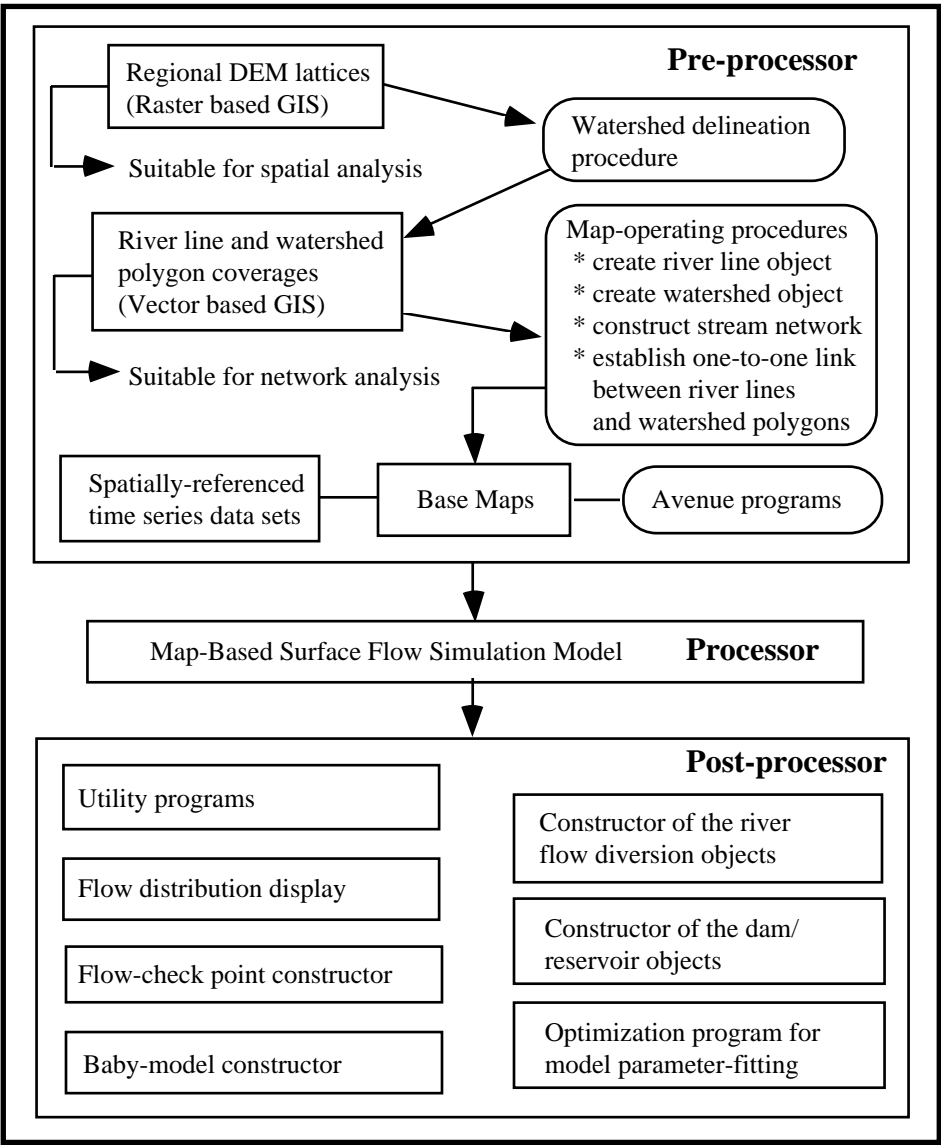 Pre-processor
Regional DEM lattices
(Raster based GIS)
Watershed delineation
procedure
Suitable for spatial analysis
River line and watershed
polygon coverages
(Vector based GIS)
Map-operating procedures
* create river line object
* create watershed object
* construct stream network
* establish one-to-one link
between river lines
and watershed polygons
Suitable for network analysis
Spatially-referenced
time series data sets
Base Maps
Avenue programs
Map-Based Surface Flow Simulation Model Processor
Post-processor
Utility programs
Flow distribution display
Flow-check point constructor
Baby-model constructor
Constructor of the river
flow diversion objects
Constructor of the dam/
reservoir objects
Optimization program for
model parameter-fitting